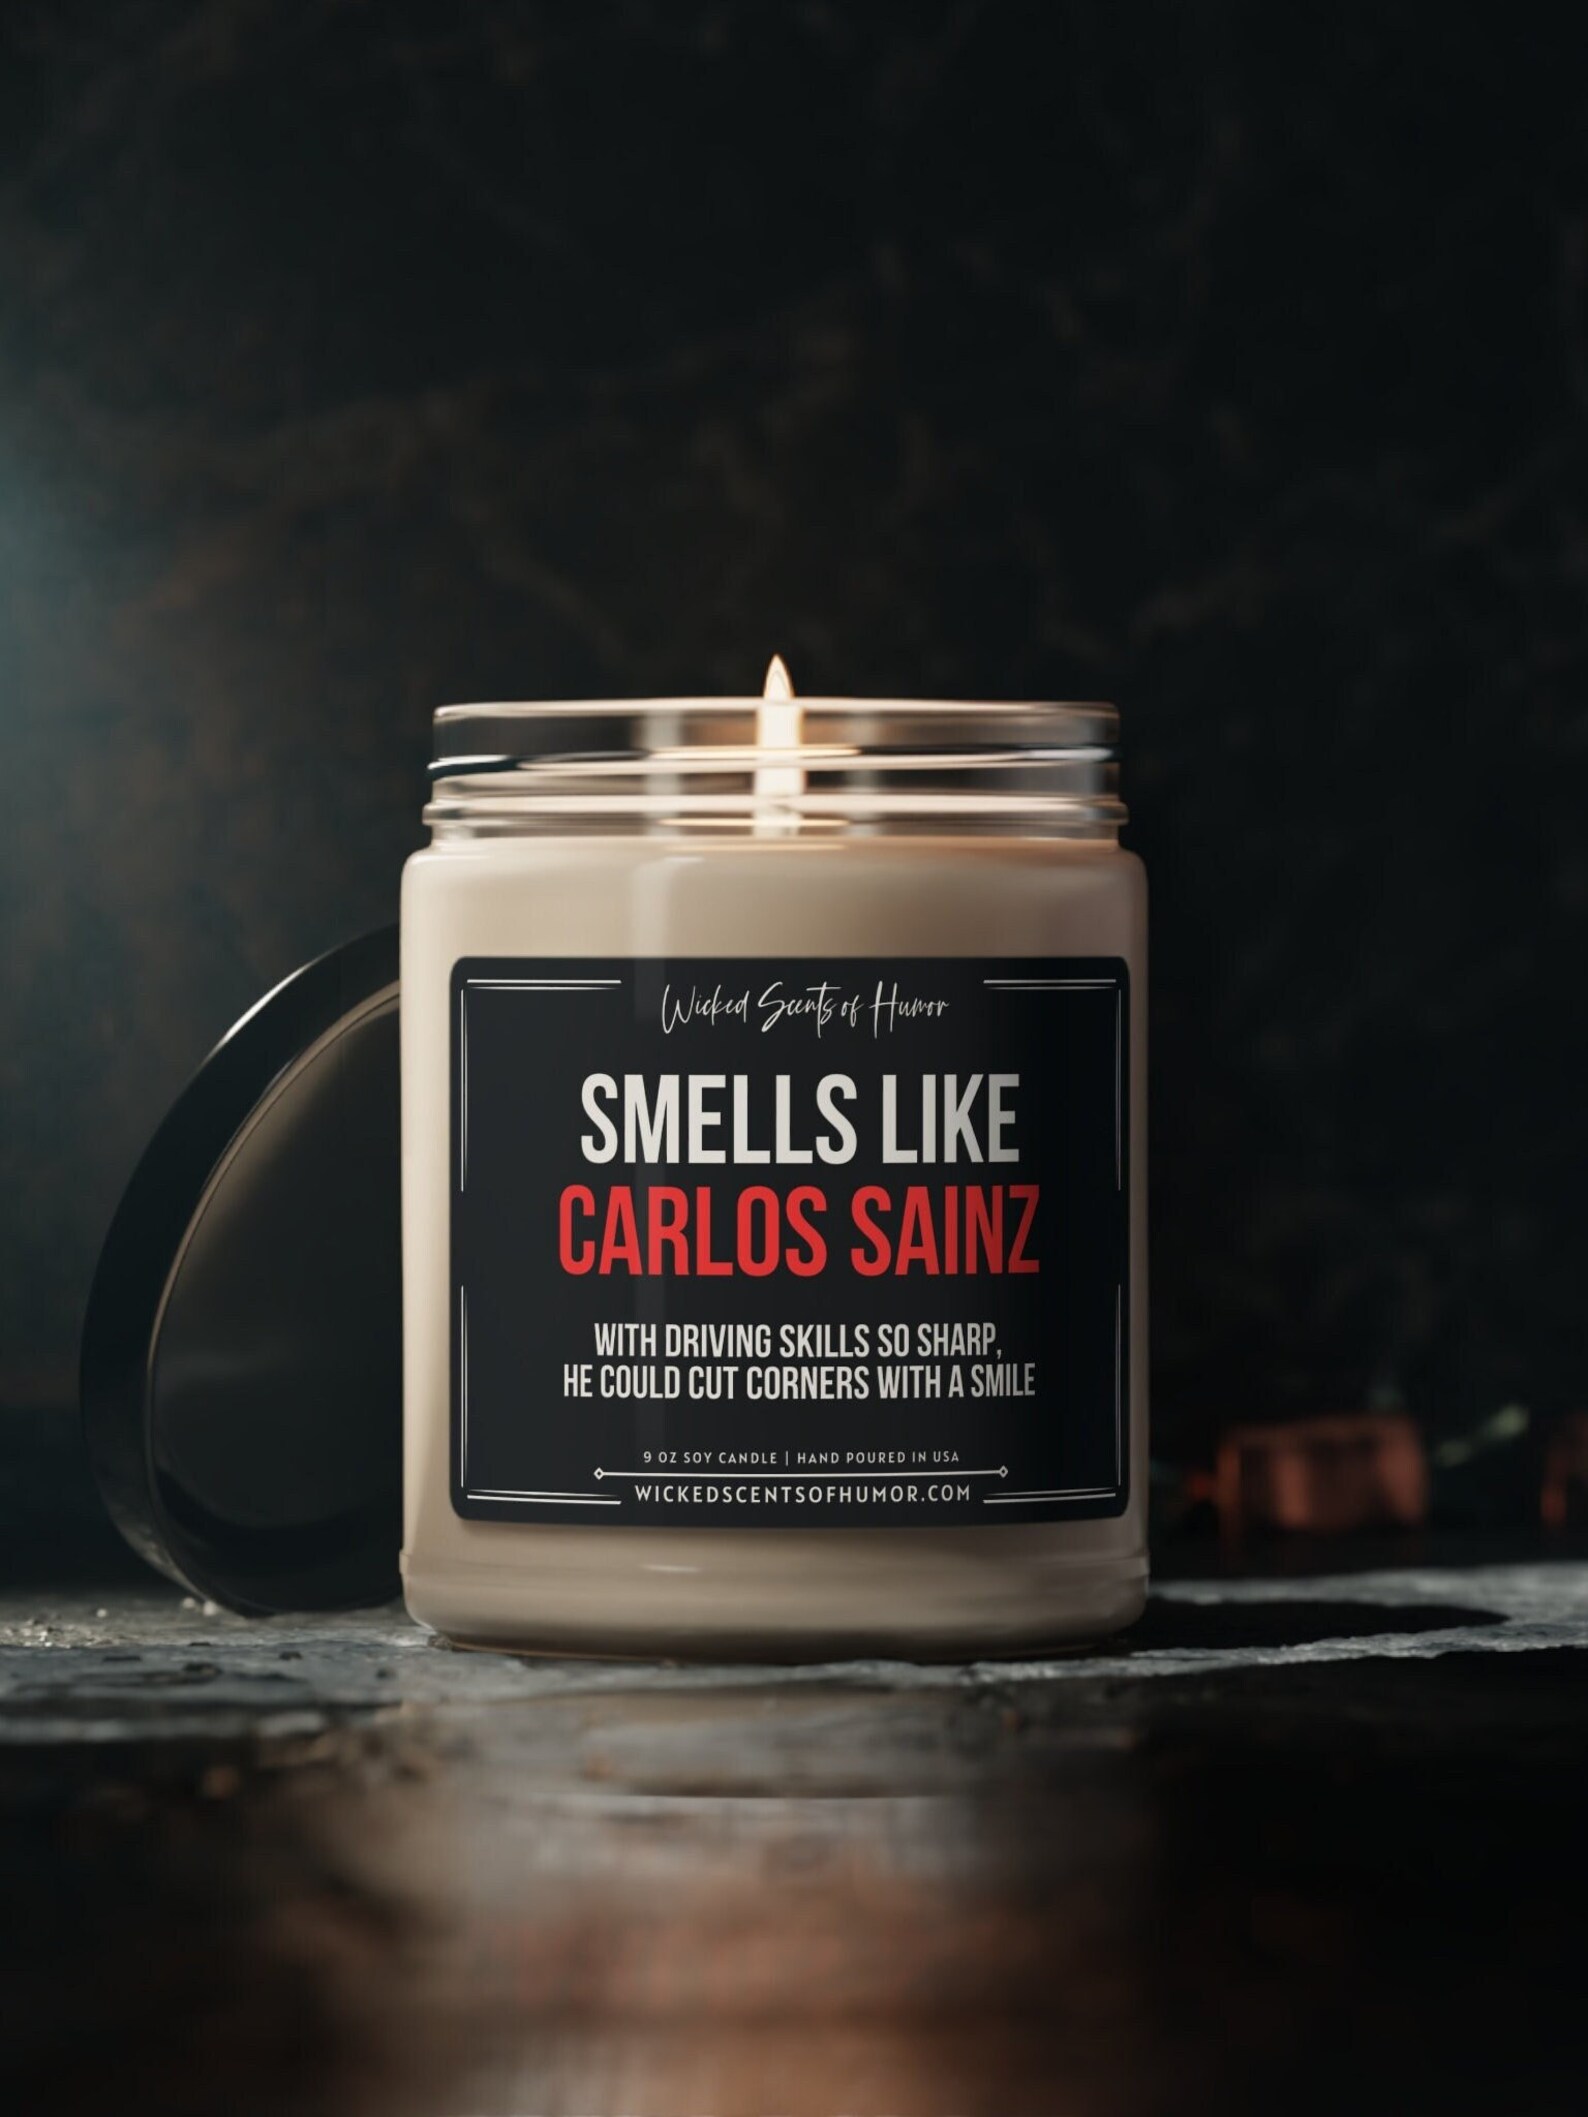 Wicked Scents of Humor
SMELLS LIKE
CARLOS SAINZ
WITH DRIVING SKILLS SO SHARP,
HE COULD CUT CORNERS WITH A SMILE
9 OZ SOY CANDLE | HAND POURED IN USA
WICKEDSCENTSOFHUMOR.COM